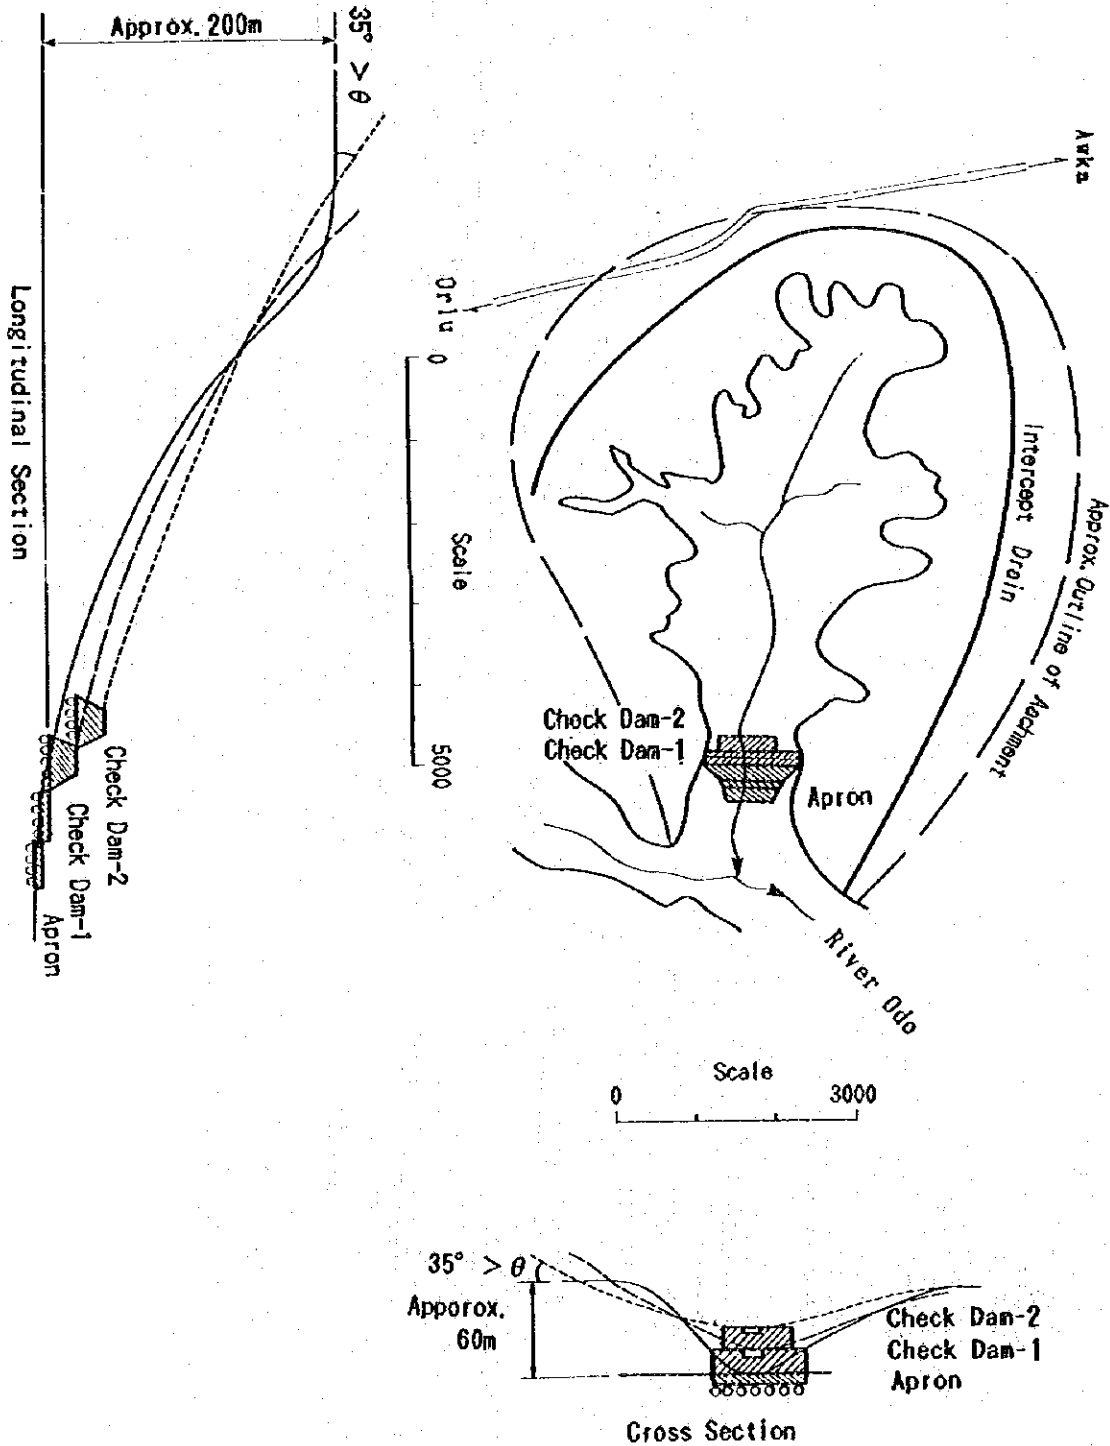 Approx. 200m
35° > θ
Awka
Orlu
0
Scale
5000
Longitudinal Section
Intercept Drain
Approx. Outline of Aachment
Chock Dam-2
Check Dam-1
Apron
Check Dam-2
Check Dam-1
Apron
River Odo
Scale
0
3000
35° > θ
Apporox.
60m
Check Dam-2
Check Dam-1
Apron
Cross Section